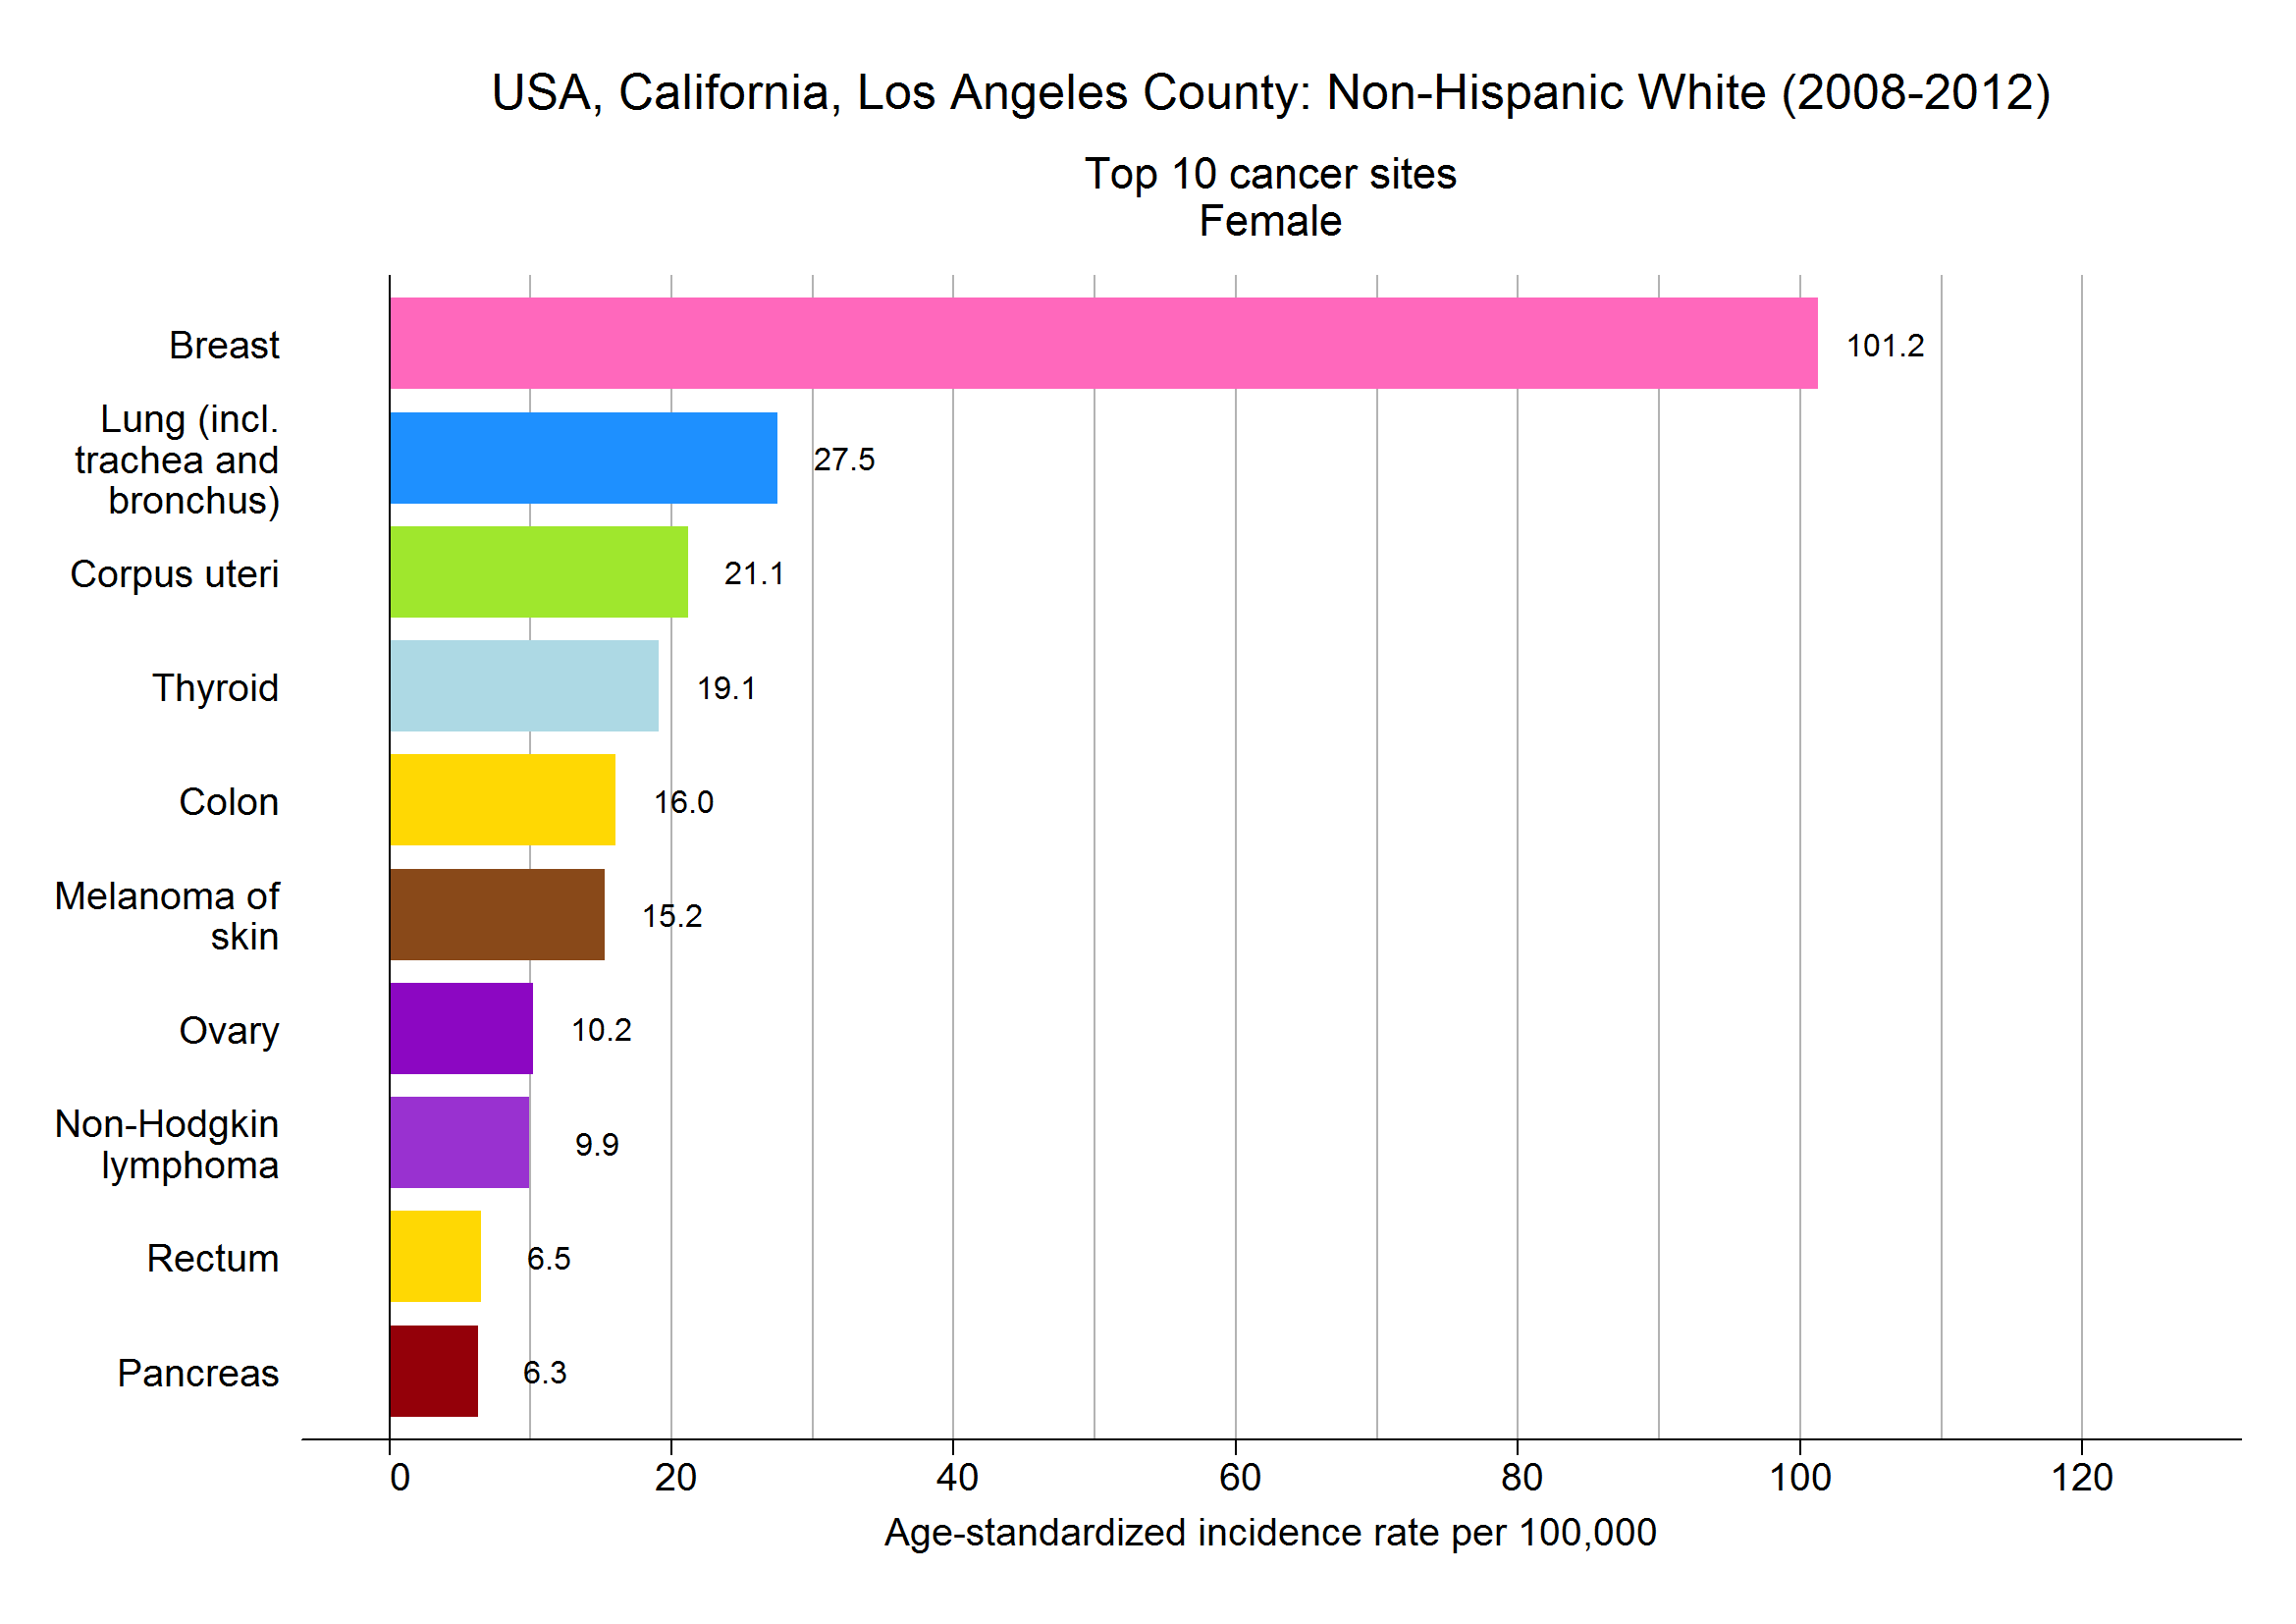 USA, California, Los Angeles County: Non-Hispanic White (2008-2012)
Top 10 cancer sites
Female
Breast
101.2
Lung (incl.
trachea and
bronchus)
27.5
Corpus uteri
21.1
Thyroid
19.1
Colon
16.0
Melanoma of
skin
15.2
Ovary
10.2
Non-Hodgkin
lymphoma
9.9
Rectum
6.5
Pancreas
6.3
0 20 40 60 80 100 120
Age-standardized incidence rate per 100,000